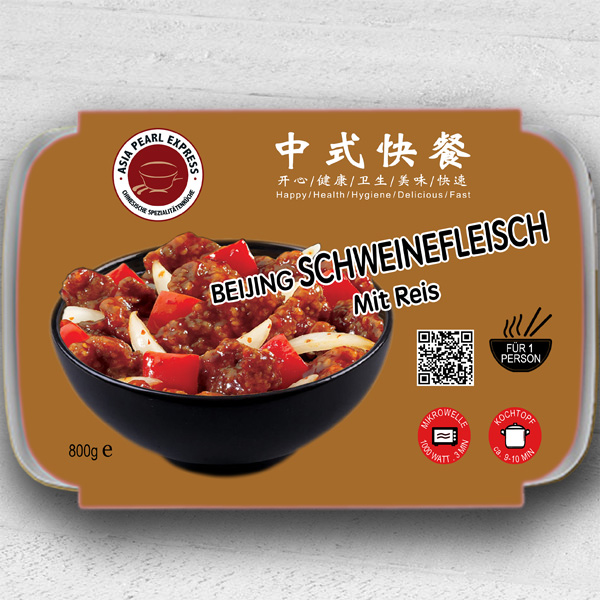 ASIA PEARL EXPRESS
CHINESISCHE SPEZIALITÄTENKÜCHE
中式快餐
开心/健康/卫生/美味/快速
Happy/Health/Hygiene/Delicious/Fast
BEIJING SCHWEINEFLEISCH
Mit Reis
FÜR 1
PERSON
MIKROWELLE
1000 WATT . 3 MIN
KOCHTOPF
ca. 9-10 MIN
800g e